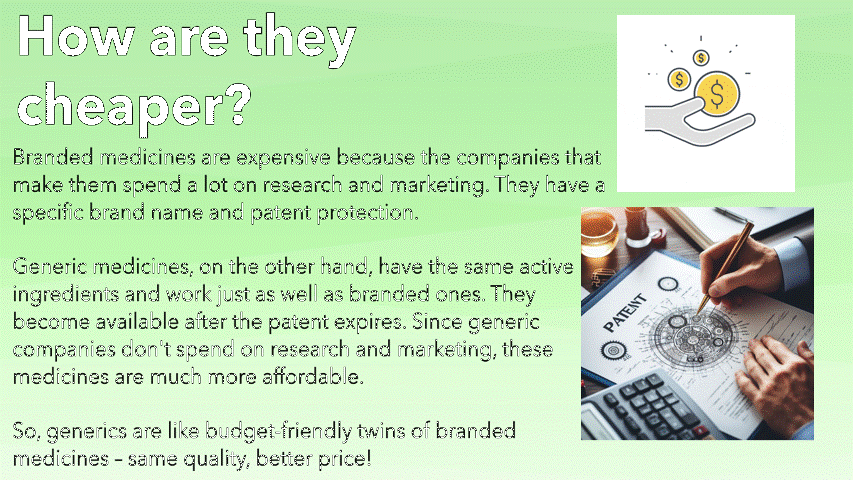 How are they
cheaper?
Branded medicines are expensive because the companies that
make them spend a lot on research and marketing. They have a
specific brand name and patent protection.
Generic medicines, on the other hand, have the same active
ingredients and work just as well as branded ones. They
become available after the patent expires. Since generic
companies don't spend on research and marketing, these
medicines are much more affordable.
So, generics are like budget-friendly twins of branded
medicines – same quality, better price!
$
$
$
PATENT